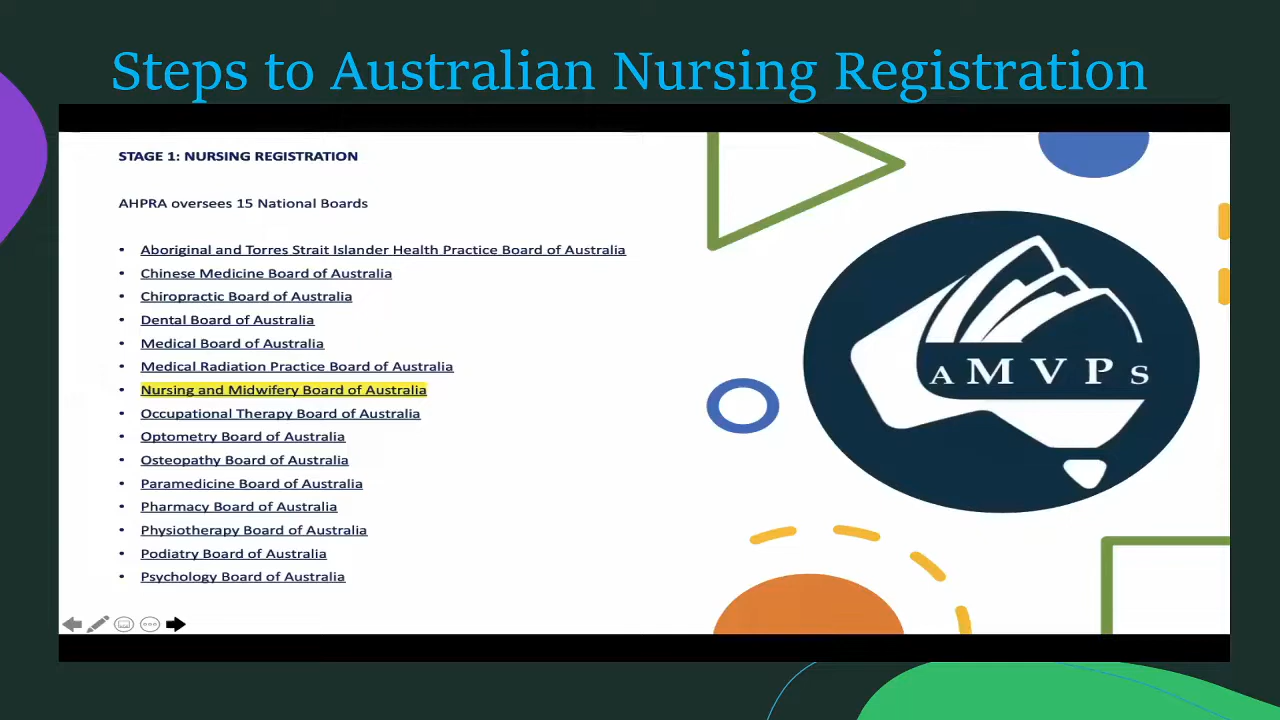 Steps to Australian Nursing Registration
STAGE 1: NURSING REGISTRATION
AHPRA oversees 15 National Boards
• Aboriginal and Torres Strait Islander Health Practice Board of Australia
• Chinese Medicine Board of Australia
• Chiropractic Board of Australia
• Dental Board of Australia
• Medical Board of Australia
• Medical Radiation Practice Board of Australia
• Nursing and Midwifery Board of Australia
• Occupational Therapy Board of Australia
• Optometry Board of Australia
• Osteopathy Board of Australia
• Paramedicine Board of Australia
• Pharmacy Board of Australia
• Physiotherapy Board of Australia
• Podiatry Board of Australia
• Psychology Board of Australia
AMVPS